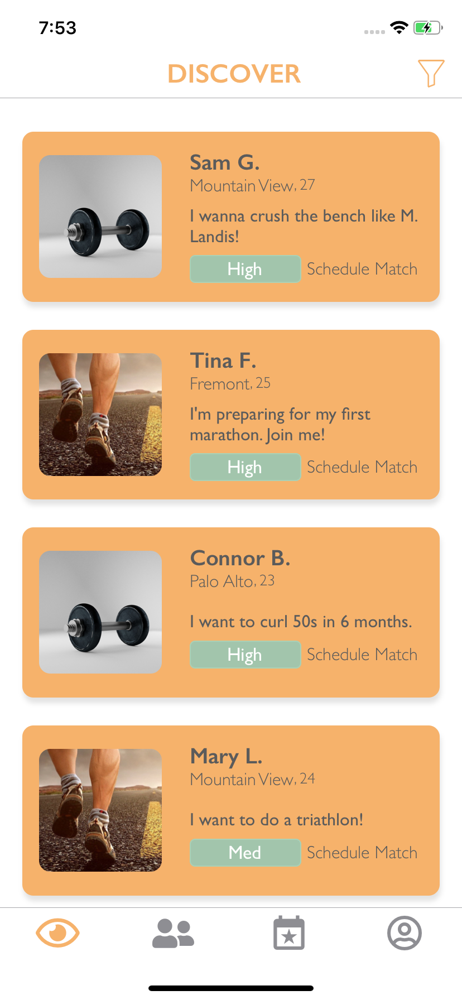 7:53
DISCOVER
Sam G.
Mountain View, 27
I wanna crush the bench like M.
Landis!
High Schedule Match
Tina F.
Fremont, 25
I'm preparing for my first
marathon. Join me!
High Schedule Match
Connor B.
Palo Alto, 23
I want to curl 50s in 6 months.
High Schedule Match
Mary L.
Mountain View, 24
I want to do a triathlon!
Med Schedule Match